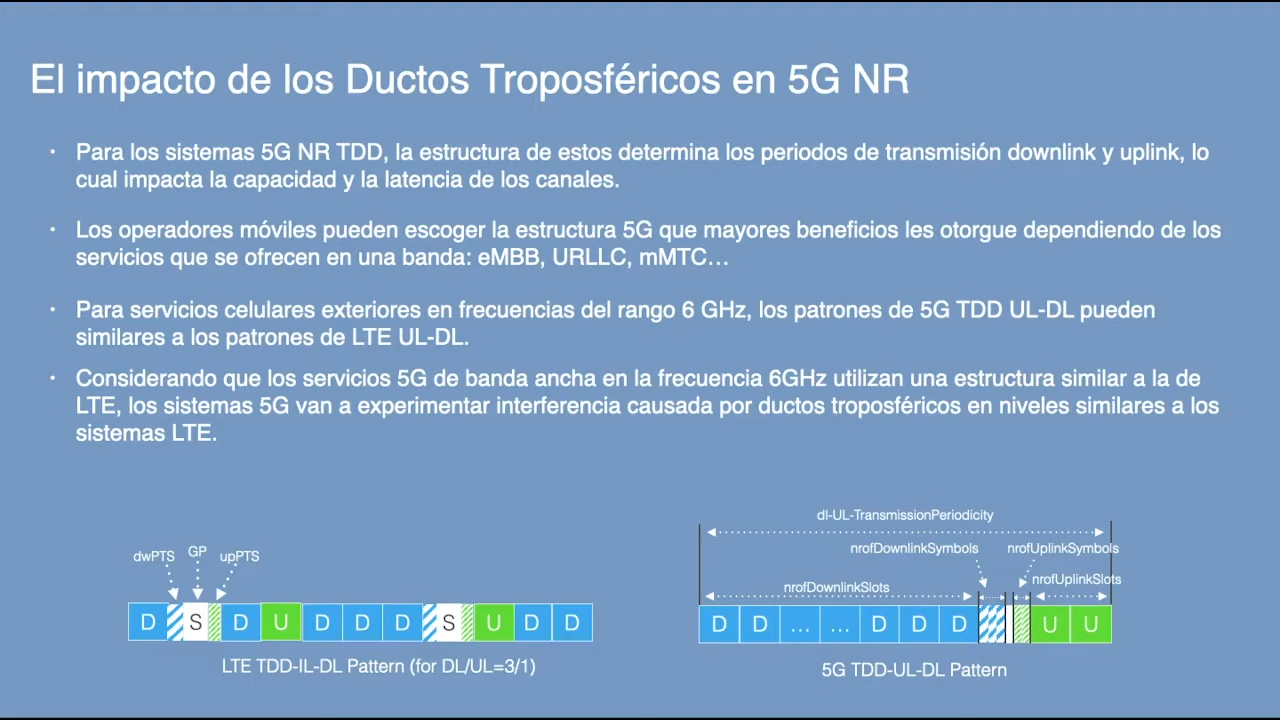 El impacto de los Ductos Troposféricos en 5G NR
• Para los sistemas 5G NR TDD, la estructura de estos determina los periodos de transmisión downlink y uplink, lo
cual impacta la capacidad y la latencia de los canales.
• Los operadores móviles pueden escoger la estructura 5G que mayores beneficios les otorgue dependiendo de los
servicios que se ofrecen en una banda: eMBB, URLLC, mMTC…
• Para servicios celulares exteriores en frecuencias del rango 6 GHz, los patrones de 5G TDD UL-DL pueden
similares a los patrones de LTE UL-DL.
• Considerando que los servicios 5G de banda ancha en la frecuencia 6GHz utilizan una estructura similar a la de
LTE, los sistemas 5G van a experimentar interferencia causada por ductos troposféricos en niveles similares a los
sistemas LTE.
dwPTS GP upPTS
D S D U D D D S U D D
LTE TDD-IL-DL Pattern (for DL/UL=3/1)
dl-UL-TransmissionPeriodicity
nrofDownlinkSymbols nrofUplinkSymbols
nrofDownlinkSlots nrofUplinkSlots
D D … … D D D U U
5G TDD-UL-DL Pattern